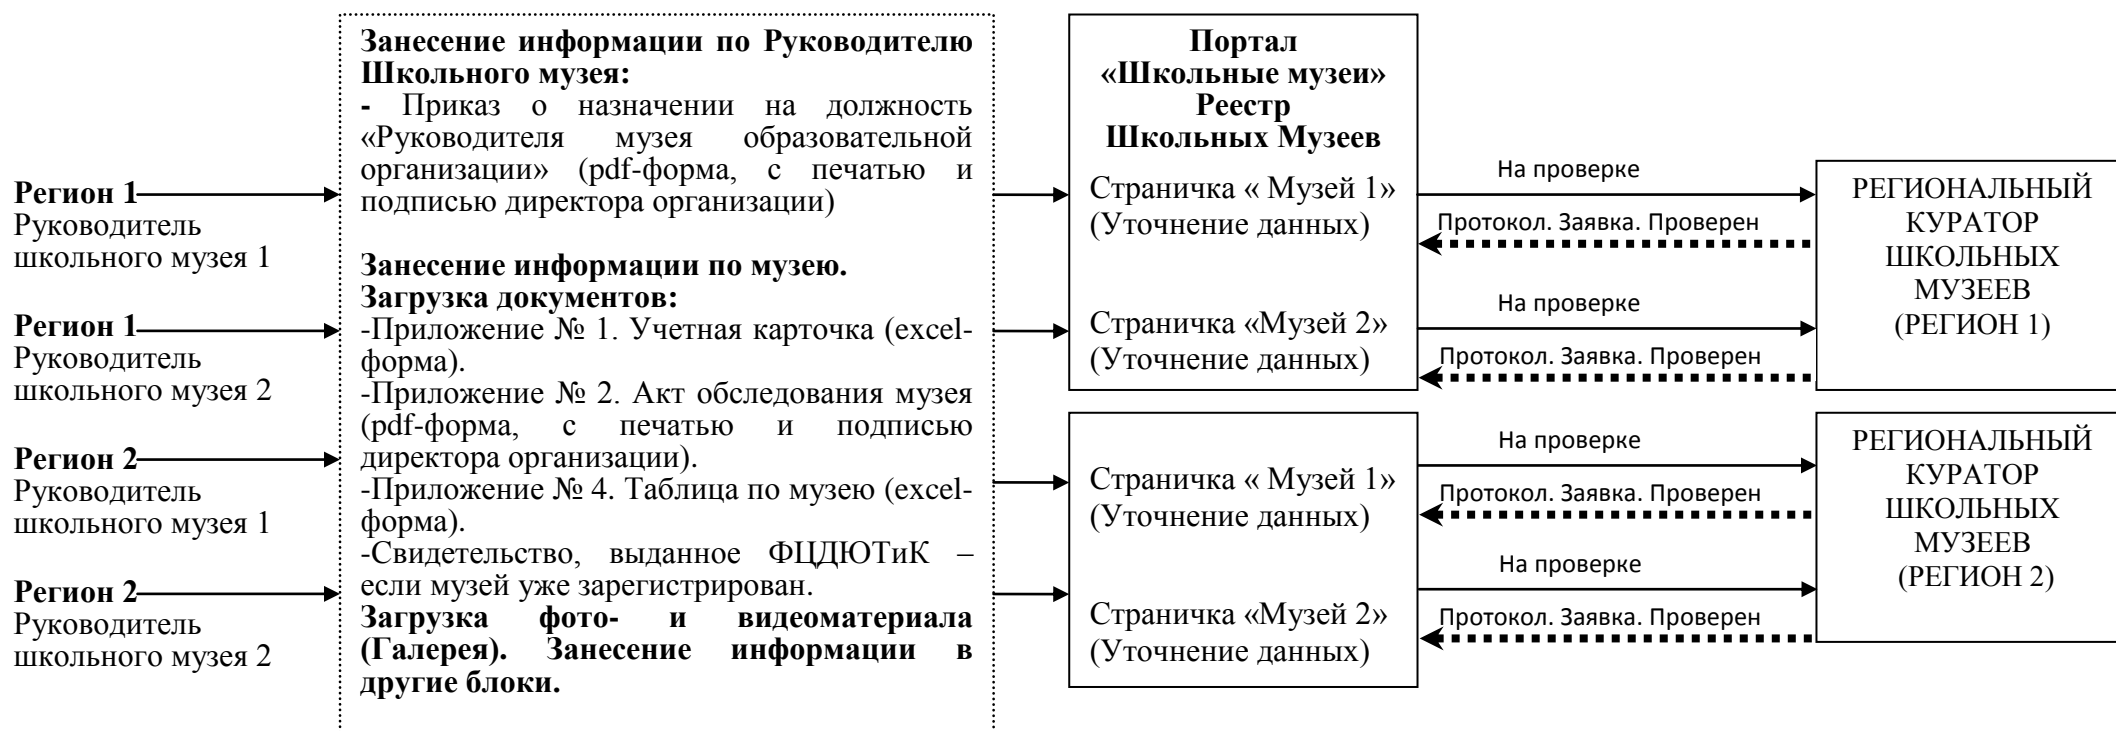 Регион 1
Руководитель
школьного музея 1
Регион 1
Руководитель
школьного музея 2
Регион 2
Руководитель
школьного музея 1
Регион 2
Руководитель
школьного музея 2
Занесение информации по Руководителю
Школьного музея:
- Приказ о назначении на должность
«Руководителя музея образовательной
организации» (pdf-форма, с печатью и
подписью директора организации)
Занесение информации по музею.
Загрузка документов:
-Приложение № 1. Учетная карточка (excel-
форма).
-Приложение № 2. Акт обследования музея
(pdf-форма, с печатью и подписью
директора организации).
-Приложение № 4. Таблица по музею (excel-
форма).
-Свидетельство, выданное ФЦДЮТиК –
если музей уже зарегистрирован.
Загрузка фото- и видеоматериала
(Галерея). Занесение информации в
другие блоки.
Портал
«Школьные музеи»
Реестр
Школьных Музеев
Страничка « Музей 1»
(Уточнение данных)
Страничка «Музей 2»
(Уточнение данных)
Страничка « Музей 1»
(Уточнение данных)
Страничка «Музей 2»
(Уточнение данных)
На проверке
Протокол. Заявка. Проверен
На проверке
Протокол. Заявка. Проверен
На проверке
Протокол. Заявка. Проверен
На проверке
Протокол. Заявка. Проверен
РЕГИОНАЛЬНЫЙ
КУРАТОР
ШКОЛЬНЫХ
МУЗЕЕВ
(РЕГИОН 1)
РЕГИОНАЛЬНЫЙ
КУРАТОР
ШКОЛЬНЫХ
МУЗЕЕВ
(РЕГИОН 2)